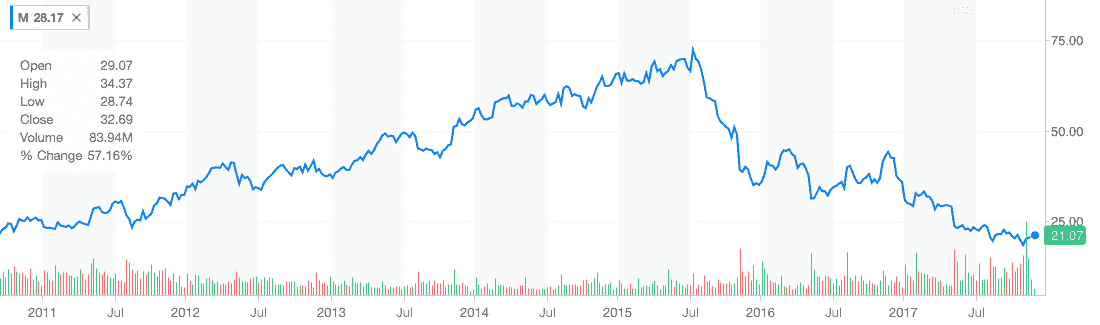 M 28.17 ✕
75.00
Open 29.07
High 34.37
Low 28.74
Close 32.69
Volume 83.94M
% Change 57.16%
50.00
25.00
21.07
2011 Jul 2012 Jul 2013 Jul 2014 Jul 2015 Jul 2016 Jul 2017 Jul